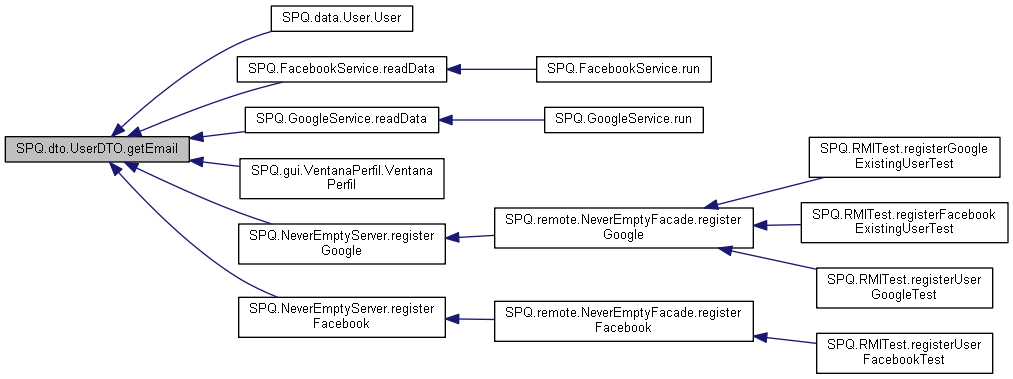 SPQ.data.User.User
SPQ.FacebookService.readData
SPQ.FacebookService.run
SPQ.GoogleService.readData
SPQ.GoogleService.run
SPQ.dto.UserDTO.getEmail
SPQ.gui.VentanaPerfil.Ventana
Perfil
SPQ.NeverEmptyServer.register
Google
SPQ.remote.NeverEmptyFacade.register
Google
SPQ.RMITest.registerGoogle
ExistingUserTest
SPQ.RMITest.registerFacebook
ExistingUserTest
SPQ.RMITest.registerUser
GoogleTest
SPQ.NeverEmptyServer.register
Facebook
SPQ.remote.NeverEmptyFacade.register
Facebook
SPQ.RMITest.registerUser
FacebookTest